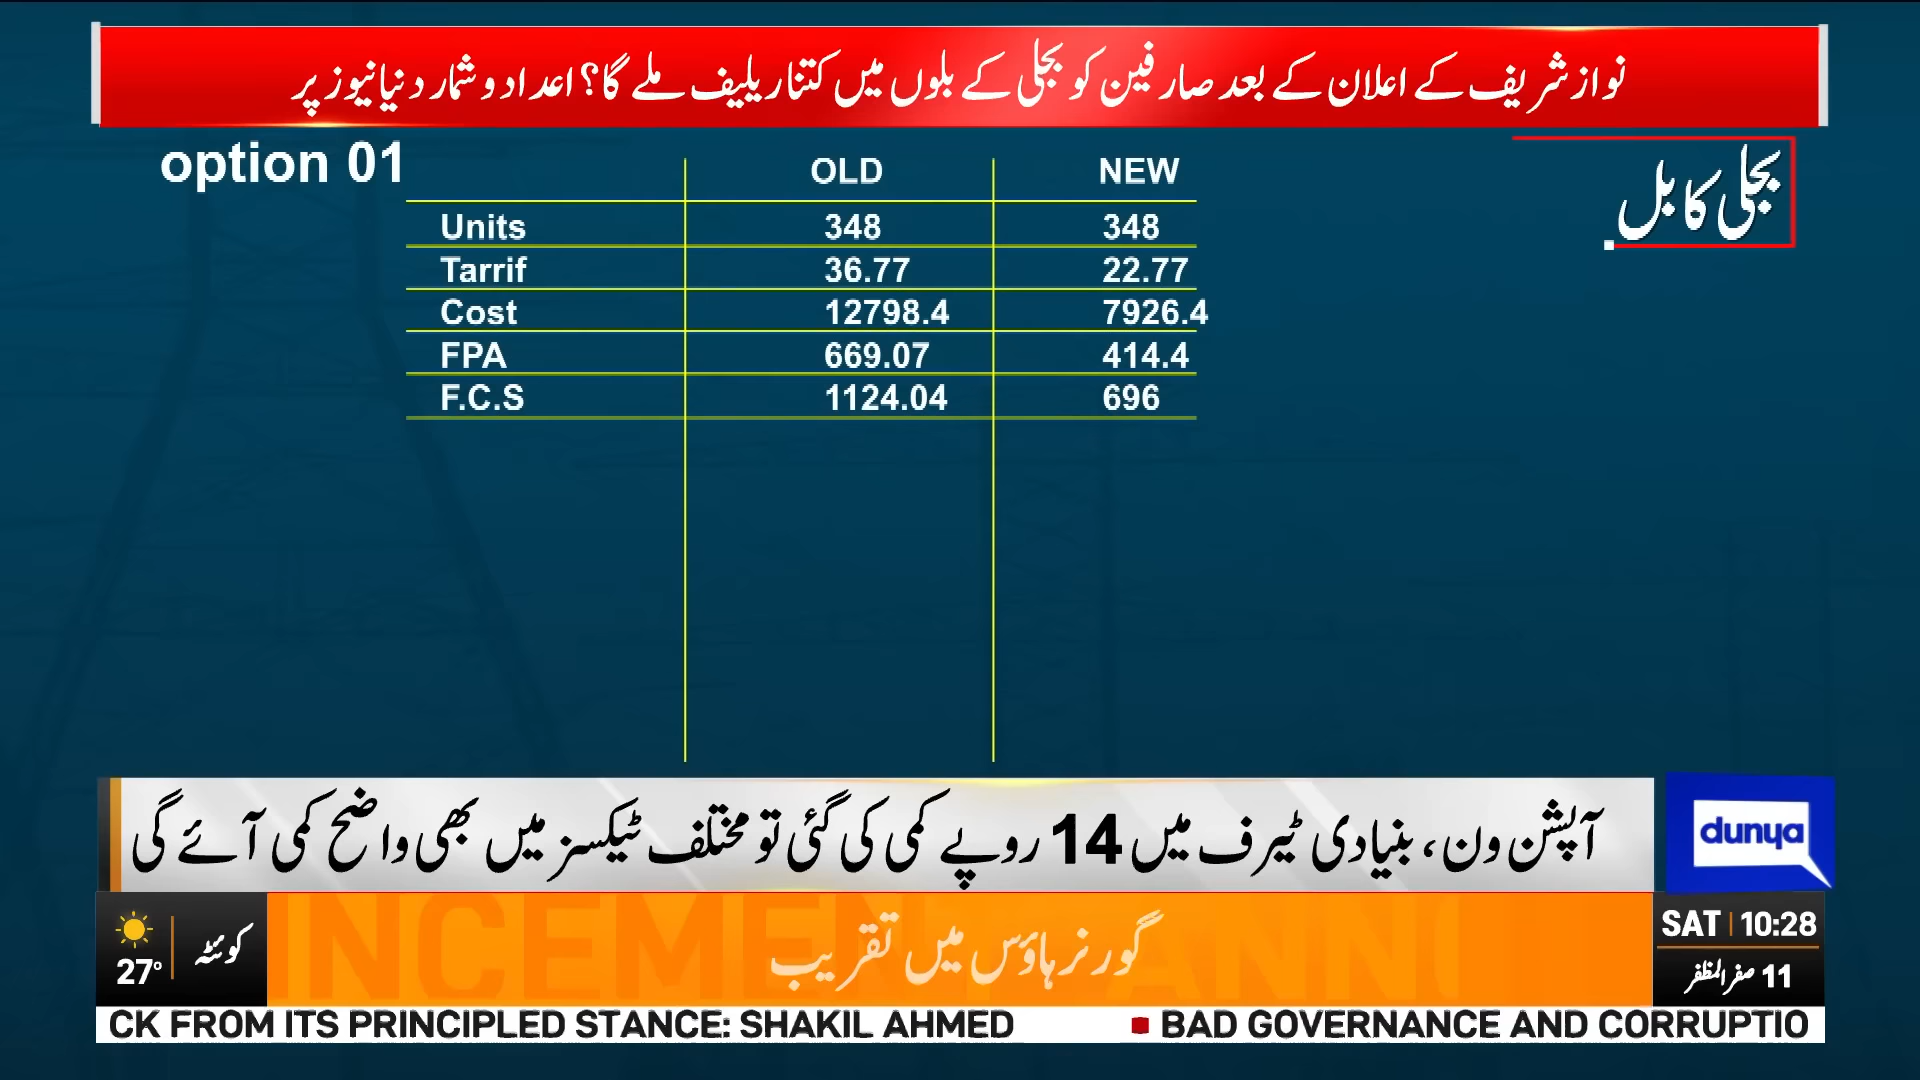 نواز شریف کے اعلان کے بعد صارفین کو بجلی کے بلوں میں کتنا ریلیف ملے گا؟ اعداد و شمار دنیا نیوز پر
option 01
بجلی کا بل
OLD NEW
Units 348 348
Tarrif 36.77 22.77
Cost 12798.4 7926.4
FPA 669.07 414.4
F.C.S 1124.04 696
آپشن ون، بنیادی ٹیرف میں 14 روپے کمی کی گئی تو مختلف ٹیکسز میں بھی واضح کمی آئے گی
dunya
27° کوئٹہ
گورنر ہاؤس میں تقریب
SAT 10:28
11 صفر المظفر
CK FROM ITS PRINCIPLED STANCE: SHAKIL AHMED BAD GOVERNANCE AND CORRUPTIO